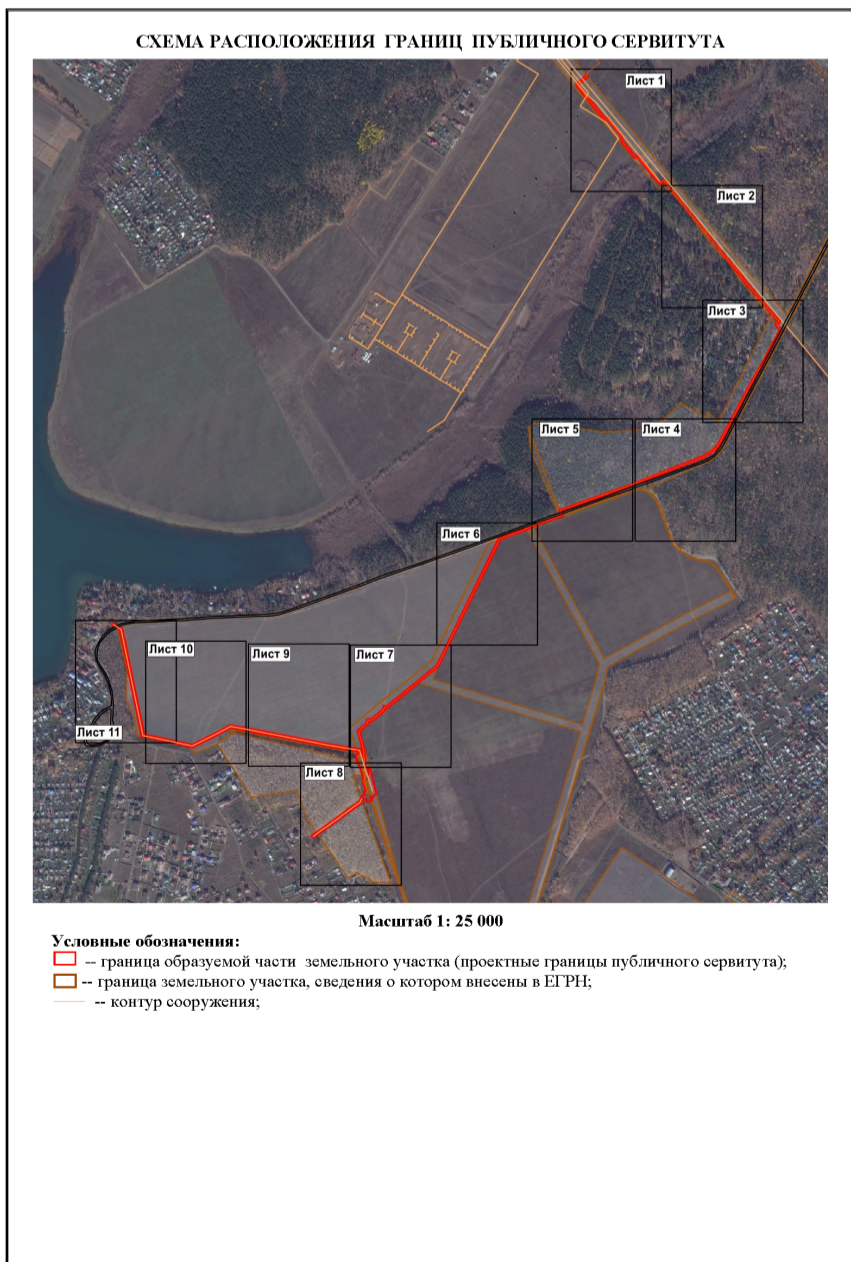 СХЕМА РАСПОЛОЖЕНИЯ ГРАНИЦ ПУБЛИЧНОГО СЕРВИТУТА
Лист 1
Лист 2
Лист 3
Лист 5
Лист 4
Лист 6
Лист 10
Лист 9
Лист 7
Лист 11
Лист 8
Масштаб 1: 25 000
Условные обозначения:
-- граница образуемой части земельного участка (проектные границы публичного сервитута);
-- граница земельного участка, сведения о котором внесены в ЕГРН;
-- контур сооружения;